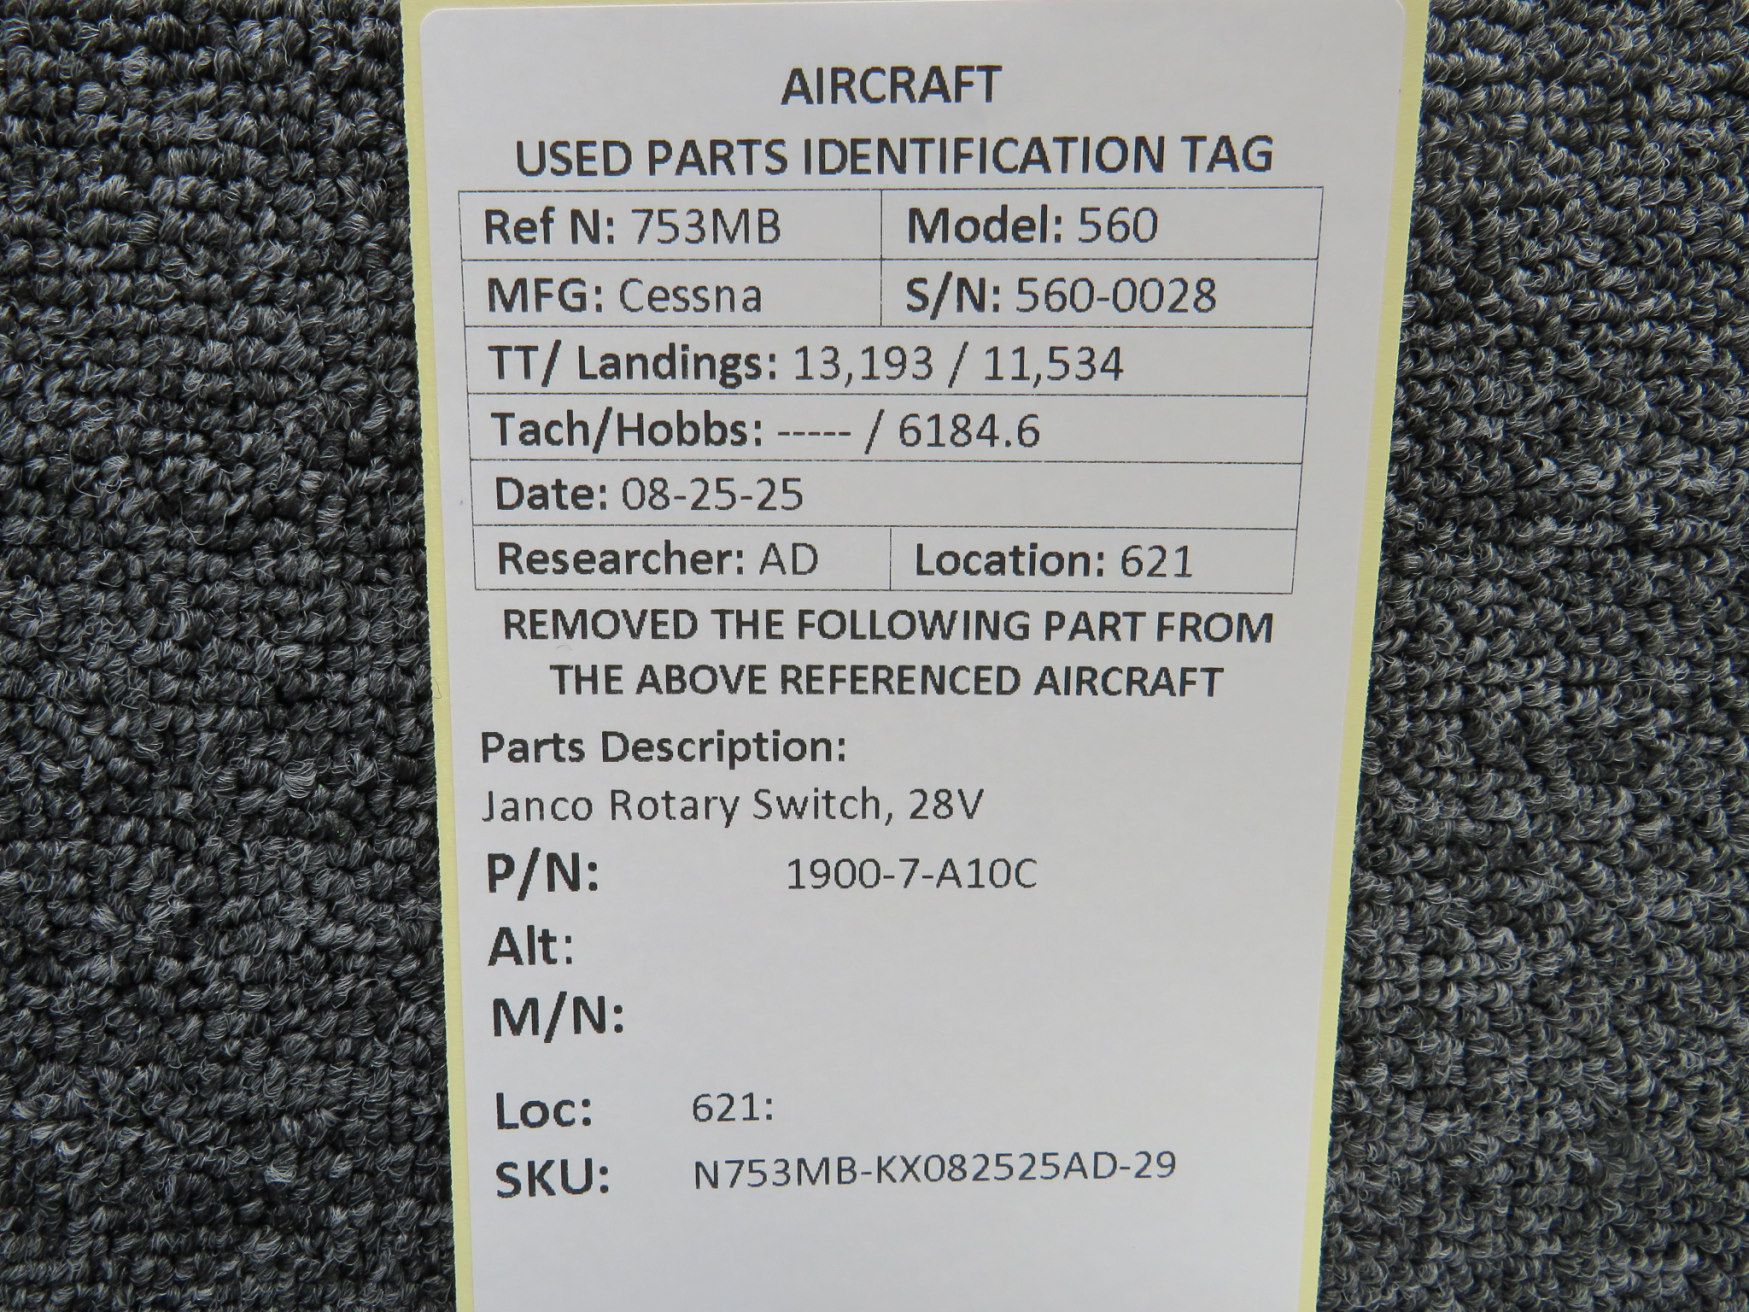 AIRCRAFT
USED PARTS IDENTIFICATION TAG
Ref N: 753MB Model: 560
MFG: Cessna S/N: 560-0028
TT/ Landings: 13,193 / 11,534
Tach/Hobbs: ----- / 6184.6
Date: 08-25-25
Researcher: AD Location: 621
REMOVED THE FOLLOWING PART FROM
THE ABOVE REFERENCED AIRCRAFT
Parts Description:
Janco Rotary Switch, 28V
P/N: 1900-7-A10C
Alt:
M/N:
Loc: 621:
SKU: N753MB-KX082525AD-29